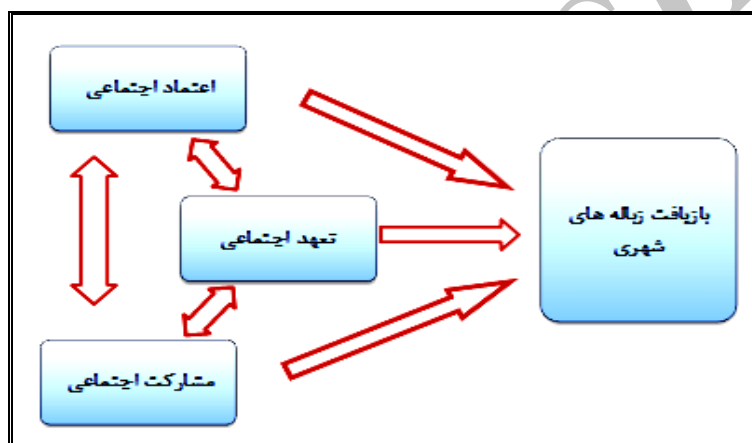 اعتماد اجتماعی
تعهد اجتماعی
مشارکت اجتماعی
بازیافت زباله های
شهری